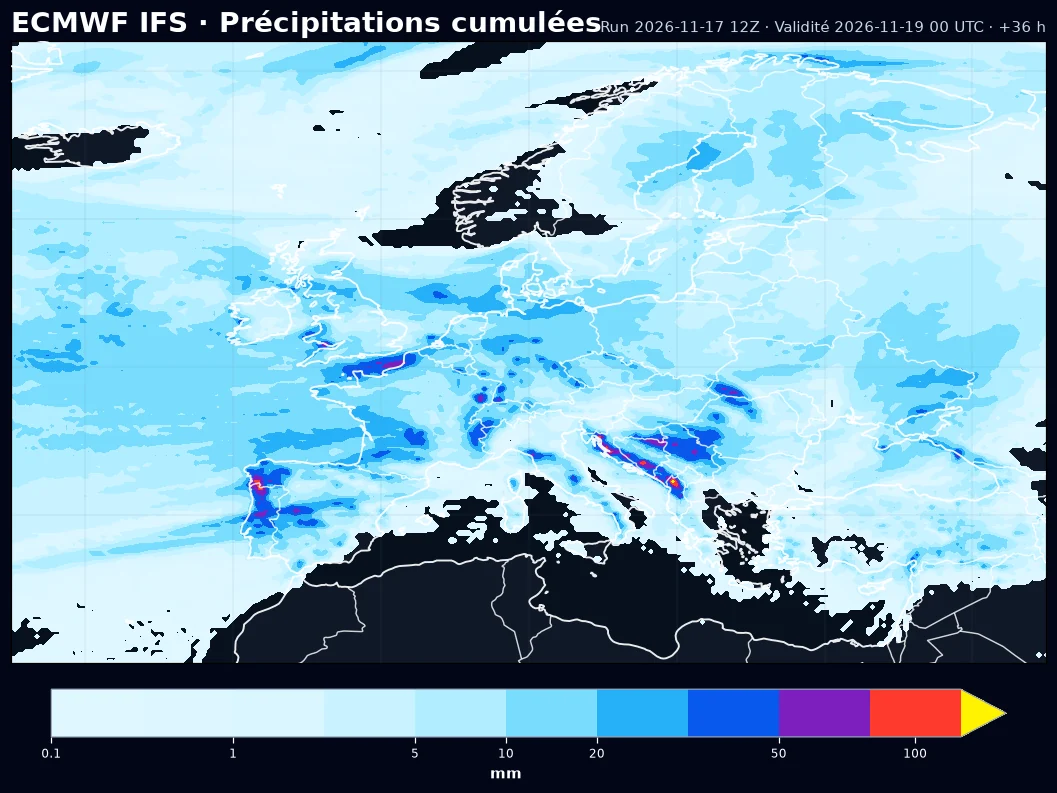 ECMWF IFS · Précipitations cumulées
Run 2026-11-17 12Z · Validité 2026-11-19 00 UTC · +36 h
0.1 1 5 10 20 50 100
mm